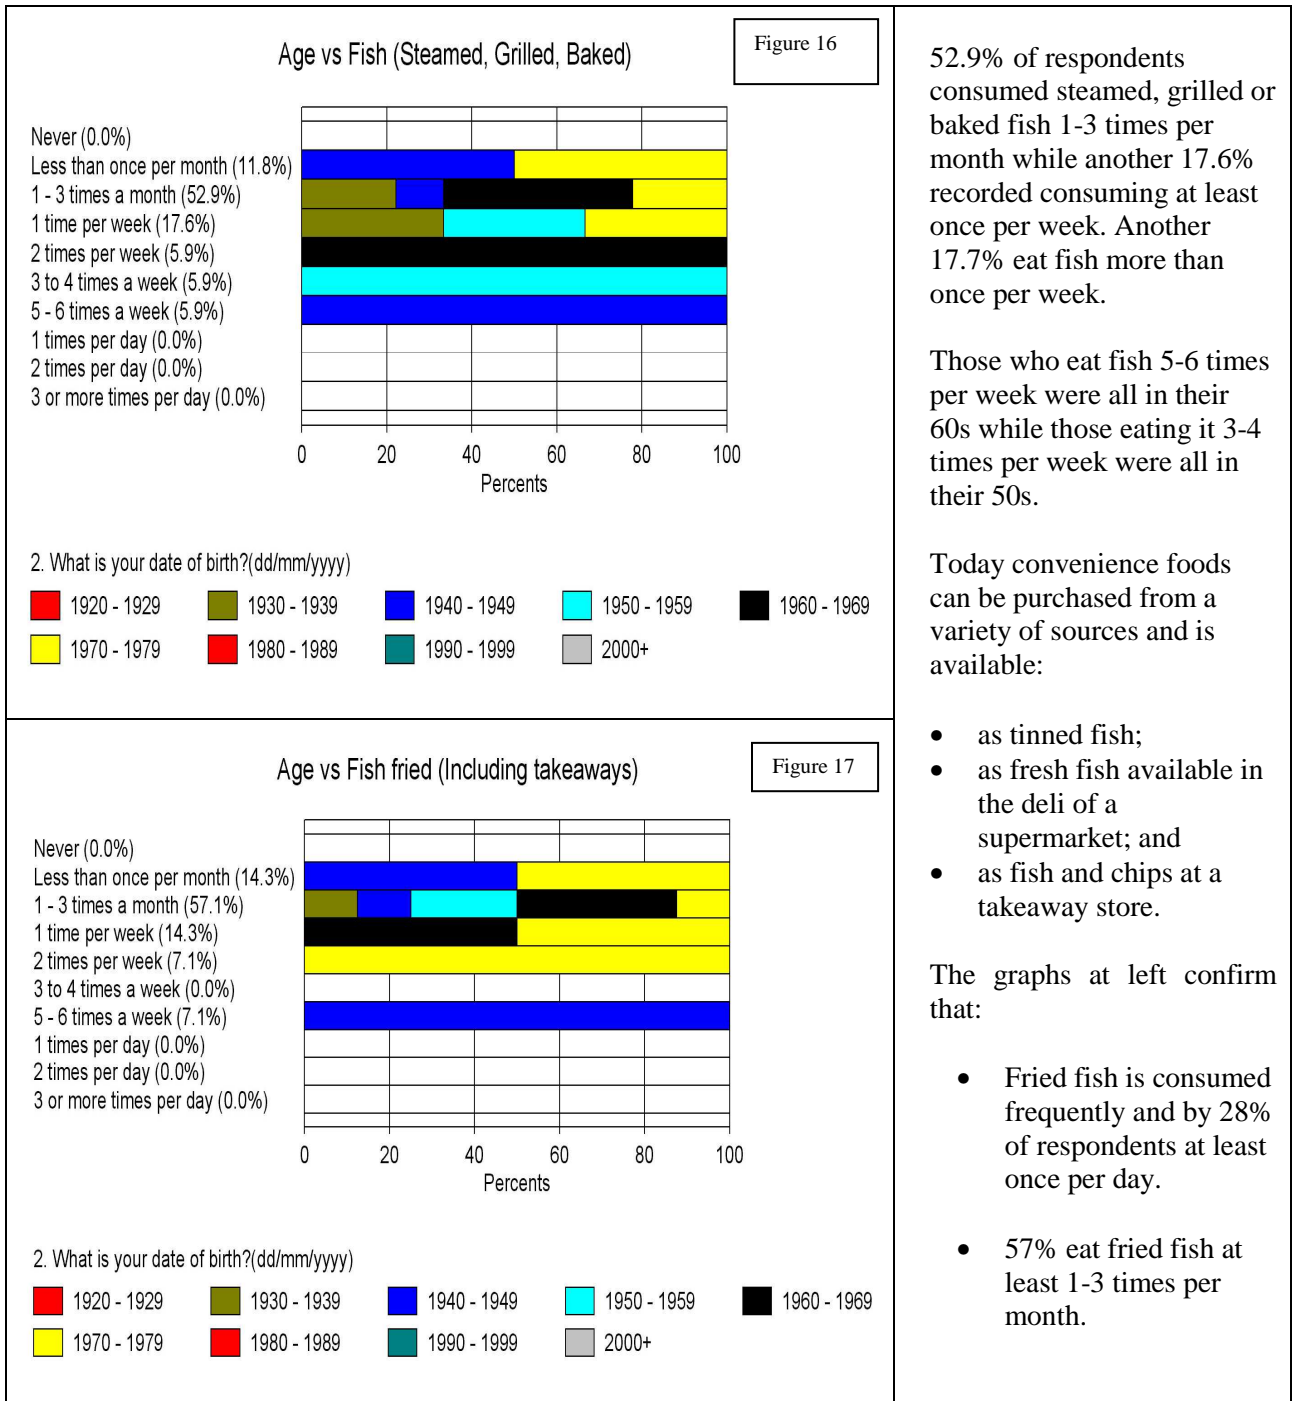 Age vs Fish (Steamed, Grilled, Baked)
Figure 16
Never (0.0%)
Less than once per month (11.8%)
1 - 3 times a month (52.9%)
1 time per week (17.6%)
2 times per week (5.9%)
3 to 4 times a week (5.9%)
5 - 6 times a week (5.9%)
1 times per day (0.0%)
2 times per day (0.0%)
3 or more times per day (0.0%)
0 20 40 60 80 100
Percents
2. What is your date of birth?(dd/mm/yyyy)
1920 - 1929 1930 - 1939 1940 - 1949 1950 - 1959 1960 - 1969
1970 - 1979 1980 - 1989 1990 - 1999 2000+
Age vs Fish fried (Including takeaways)
Figure 17
Never (0.0%)
Less than once per month (14.3%)
1 - 3 times a month (57.1%)
1 time per week (14.3%)
2 times per week (7.1%)
3 to 4 times a week (0.0%)
5 - 6 times a week (7.1%)
1 times per day (0.0%)
2 times per day (0.0%)
3 or more times per day (0.0%)
0 20 40 60 80 100
Percents
2. What is your date of birth?(dd/mm/yyyy)
1920 - 1929 1930 - 1939 1940 - 1949 1950 - 1959 1960 - 1969
1970 - 1979 1980 - 1989 1990 - 1999 2000+
52.9% of respondents
consumed steamed, grilled or
baked fish 1-3 times per
month while another 17.6%
recorded consuming at least
once per week. Another
17.7% eat fish more than
once per week.
Those who eat fish 5-6 times
per week were all in their
60s while those eating it 3-4
times per week were all in
their 50s.
Today convenience foods
can be purchased from a
variety of sources and is
available:
• as tinned fish;
• as fresh fish available in
the deli of a
supermarket; and
• as fish and chips at a
takeaway store.
The graphs at left confirm
that:
• Fried fish is consumed
frequently and by 28%
of respondents at least
once per day.
• 57% eat fried fish at
least 1-3 times per
month.